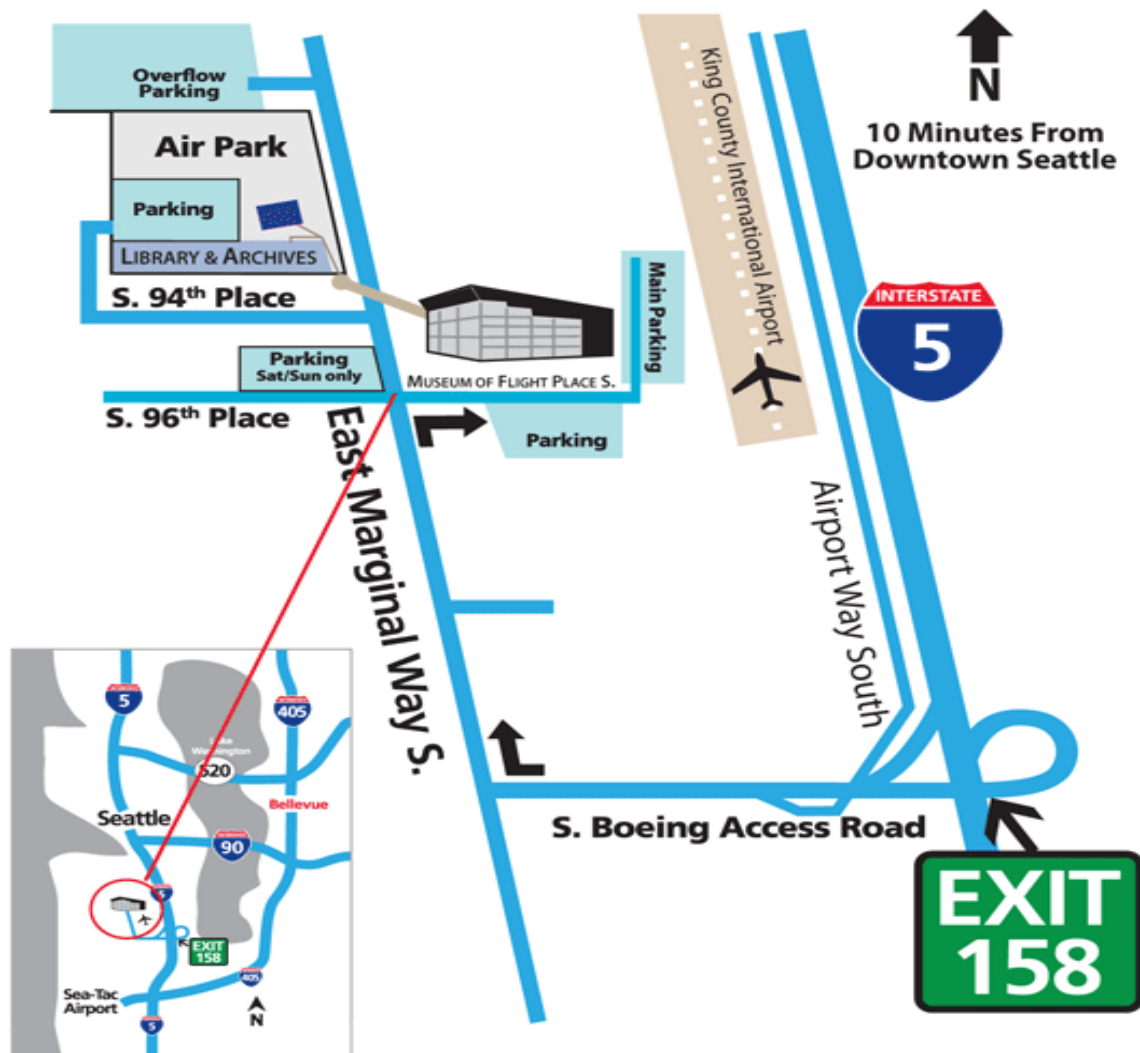 Overflow
Parking
Air Park
Parking
LIBRARY & ARCHIVES
S. 94th Place
Parking
Sat/Sun only
S. 96th Place
MUSEUM OF FLIGHT PLACE S.
Main Parking
Parking
King County International Airport
N
10 Minutes From
Downtown Seattle
INTERSTATE
5
East Marginal Way S.
Airport Way South
S. Boeing Access Road
EXIT
158
5
405
Lake
Washington
520
Bellevue
Seattle
90
5
EXIT
158
Sea-Tac
Airport
405
N
5